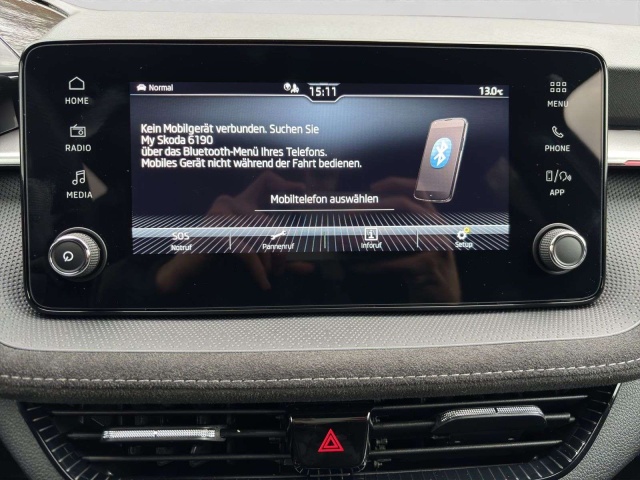 Normal
15:11
13.0°C
HOME
RADIO
MEDIA
MENU
PHONE
APP
Kein Mobilgerät verbunden. Suchen Sie
My Skoda 6190
über das Bluetooth-Menü Ihres Telefons.
Mobiles Gerät nicht während der Fahrt bedienen.
Mobiltelefon auswählen
SOS
Notruf
Pannenruf
Inforuf
Setup